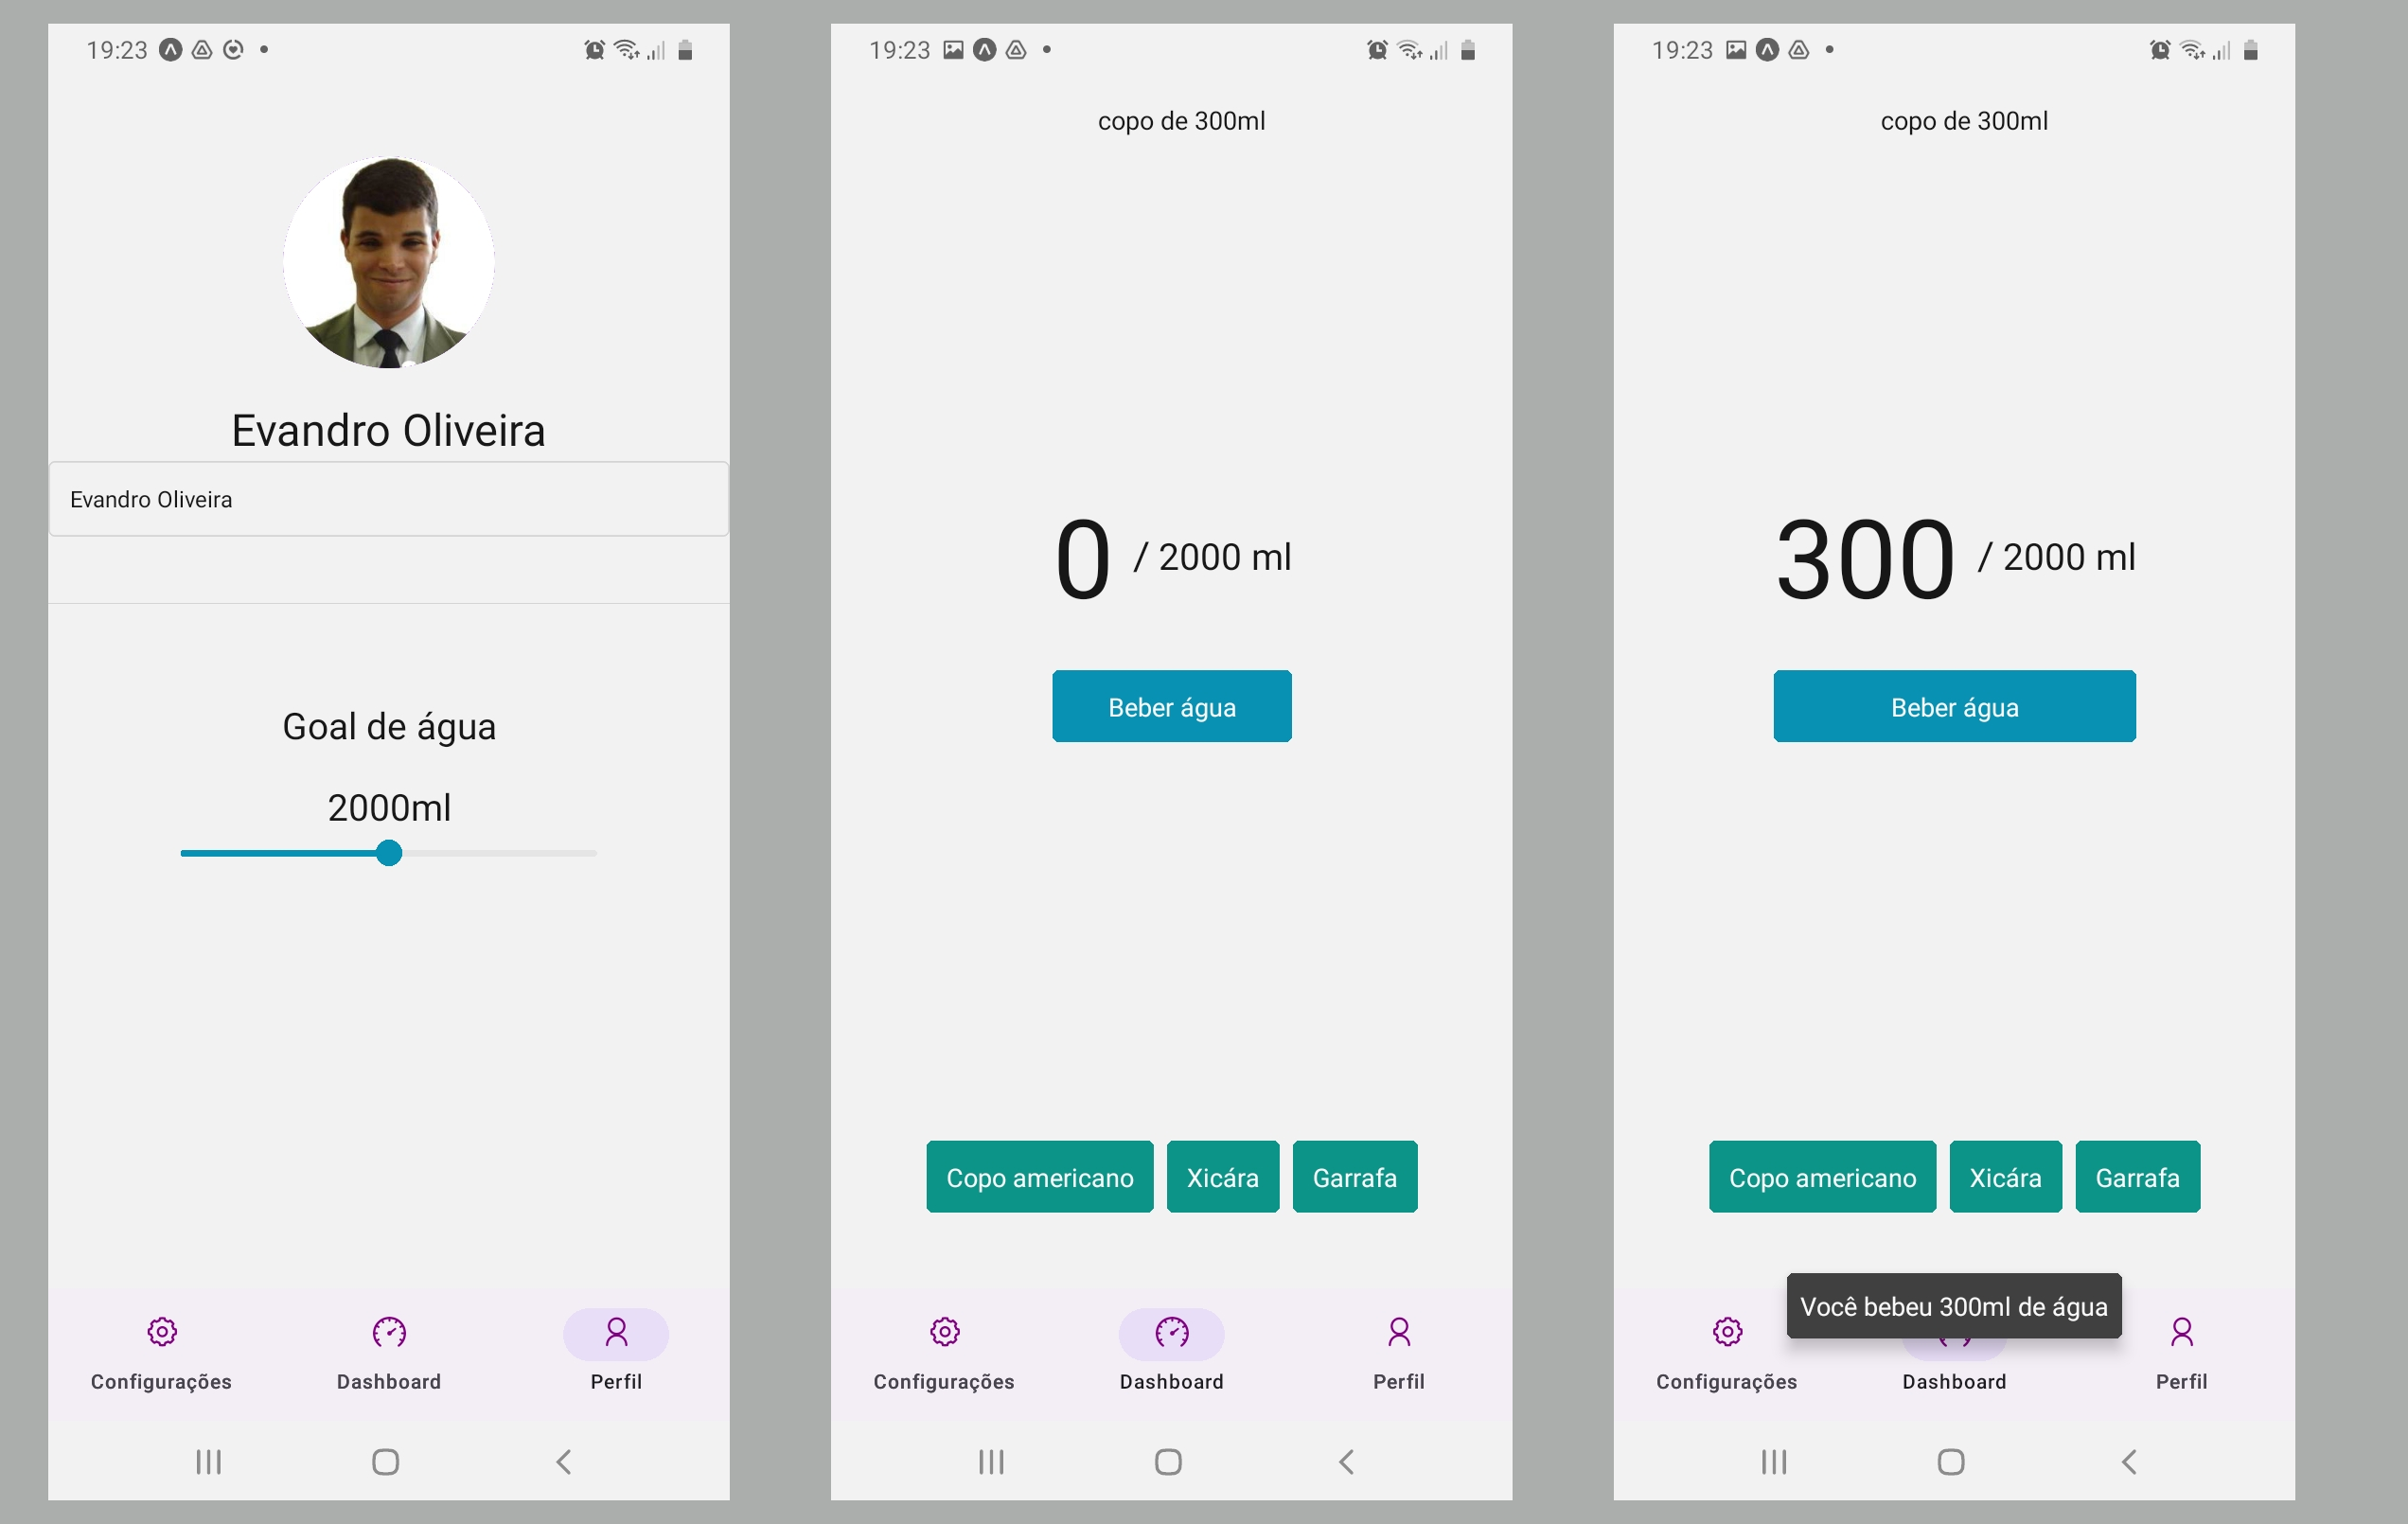 19:23
Evandro Oliveira
Evandro Oliveira
Goal de água
2000ml
Configurações Dashboard Perfil
19:23
copo de 300ml
0 / 2000 ml
Beber água
Copo americano Xicára Garrafa
Configurações Dashboard Perfil
19:23
copo de 300ml
300 / 2000 ml
Beber água
Copo americano Xicára Garrafa
Você bebeu 300ml de água
Configurações Dashboard Perfil